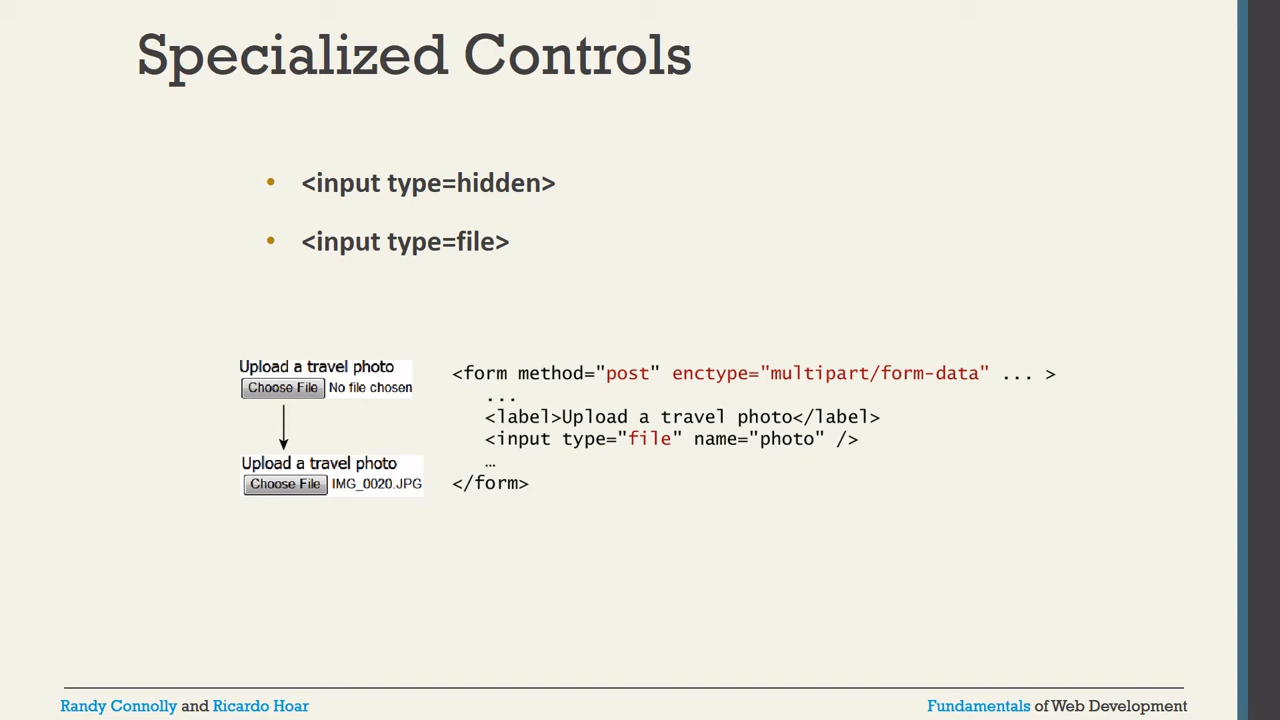 Specialized Controls
• <input type=hidden>
• <input type=file>
Upload a travel photo
Choose File No file chosen
Upload a travel photo
Choose File IMG_0020.JPG
<form method="post" enctype="multipart/form-data" ... >
...
<label>Upload a travel photo</label>
<input type="file" name="photo" />
…
</form>
Randy Connolly and Ricardo Hoar
Fundamentals of Web Development